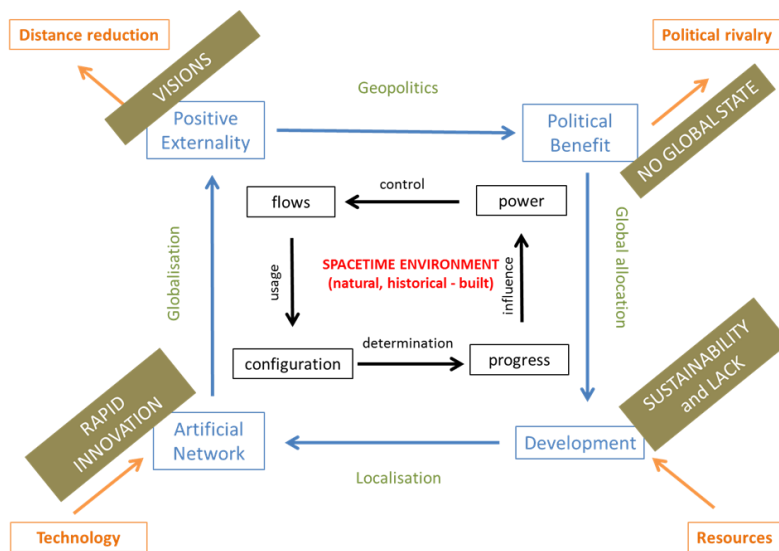 Distance reduction
VISIONS
Political rivalry
Geopolitics
Positive
Externality
Political
Benefit
NO GLOBAL STATE
control
flows
power
Globalisation
usage
SPACETIME ENVIRONMENT
(natural, historical - built)
influence
Global allocation
determination
configuration
progress
RAPID
INNOVATION
SUSTAINABILITY
and LACK
Artificial
Network
Development
Localisation
Technology
Resources